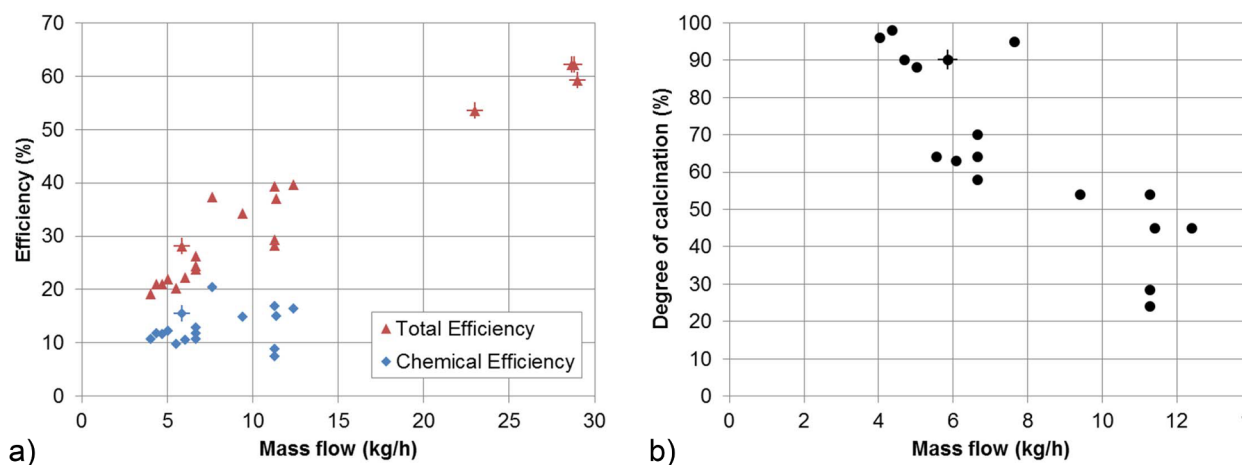 70
60
50
40
30
20
10
0
0 5 10 15 20 25 30
Efficiency (%)
Mass flow (kg/h)
Total Efficiency
Chemical Efficiency
a)
100
90
80
70
60
50
40
30
20
10
0
0 2 4 6 8 10 12
Degree of calcination (%)
Mass flow (kg/h)
b)